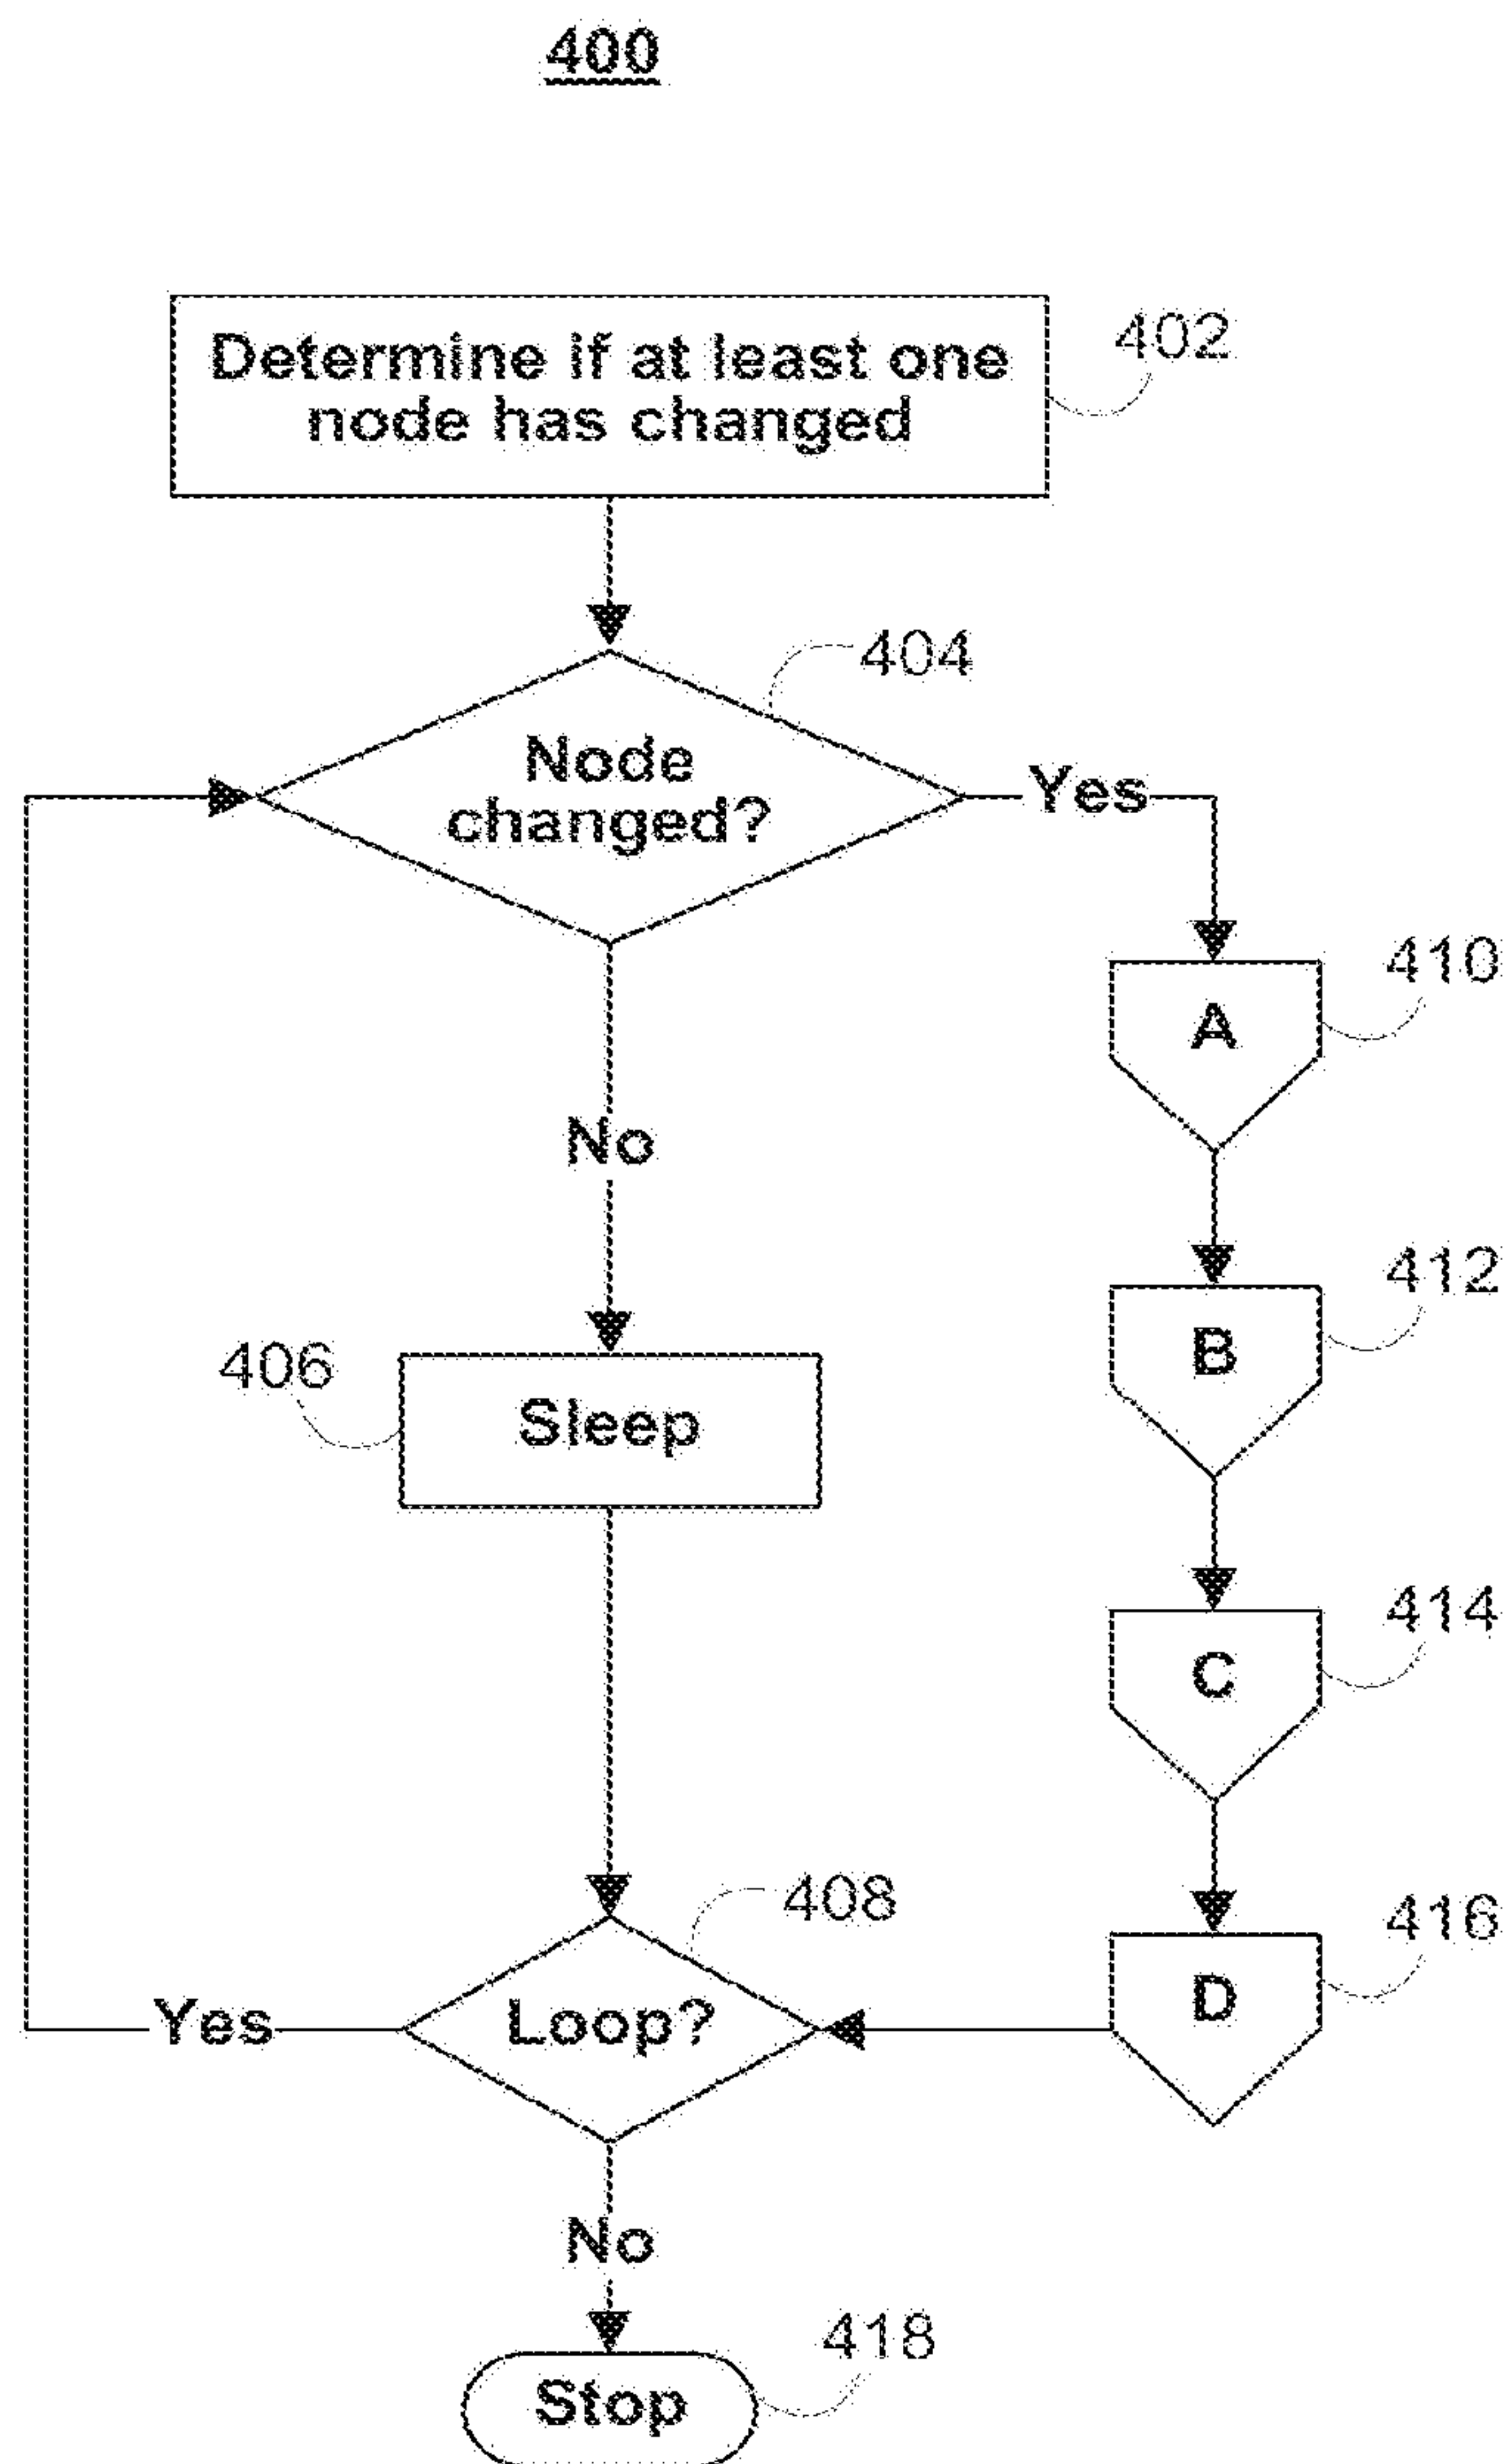 400
Determine if at least one
node has changed
402
404
Node
changed?
Yes
410
A
No
412
B
406
Sleep
414
C
408
416
Loop?
D
Yes
No
418
Stop